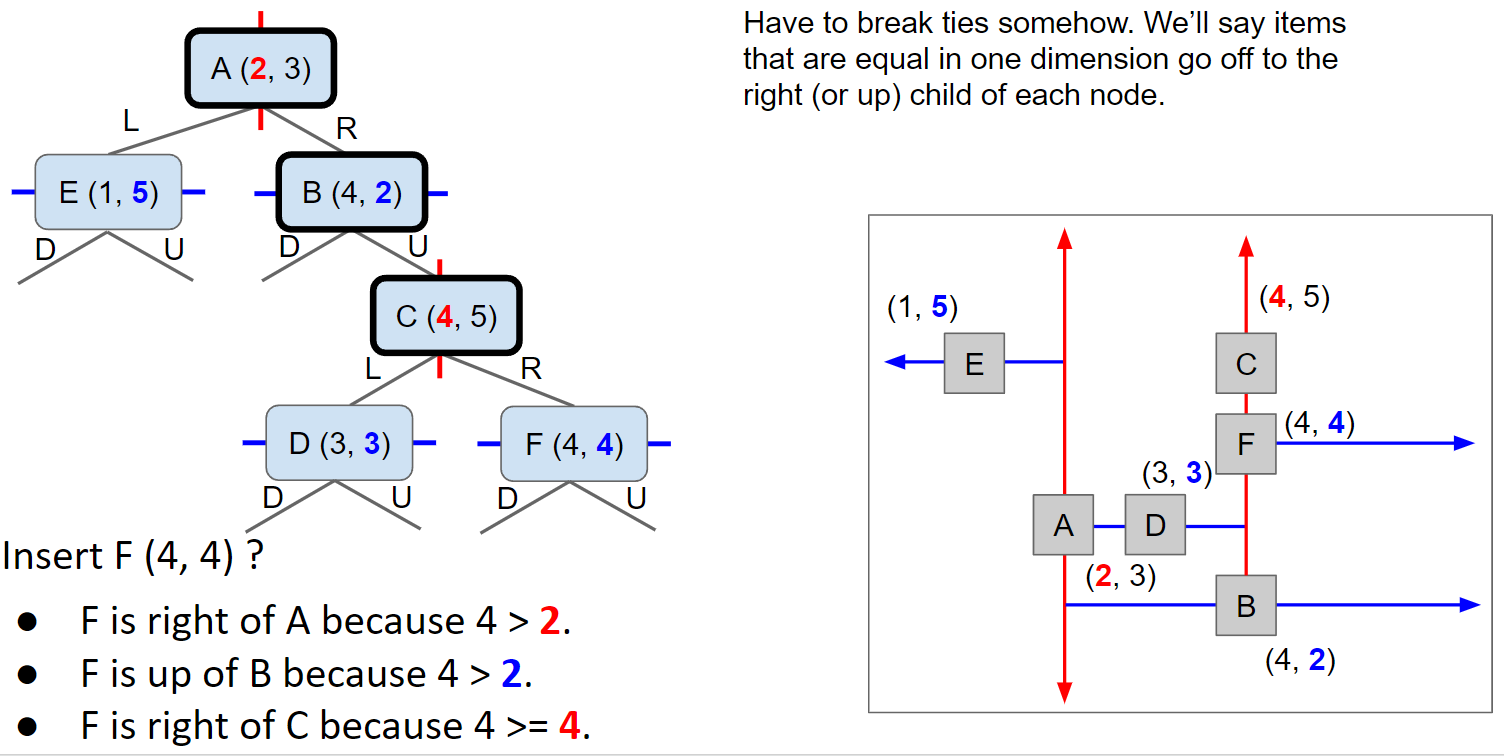 Have to break ties somehow. We’ll say items
that are equal in one dimension go off to the
right (or up) child of each node.
A (2, 3)
L
R
E (1, 5)
B (4, 2)
D
U
D
U
C (4, 5)
L
R
D (3, 3)
F (4, 4)
D
U
D
U
Insert F (4, 4) ?
● F is right of A because 4 > 2.
● F is up of B because 4 > 2.
● F is right of C because 4 >= 4.
(1, 5)
(4, 5)
E
C
(4, 4)
F
(3, 3)
A
D
(2, 3)
B
(4, 2)